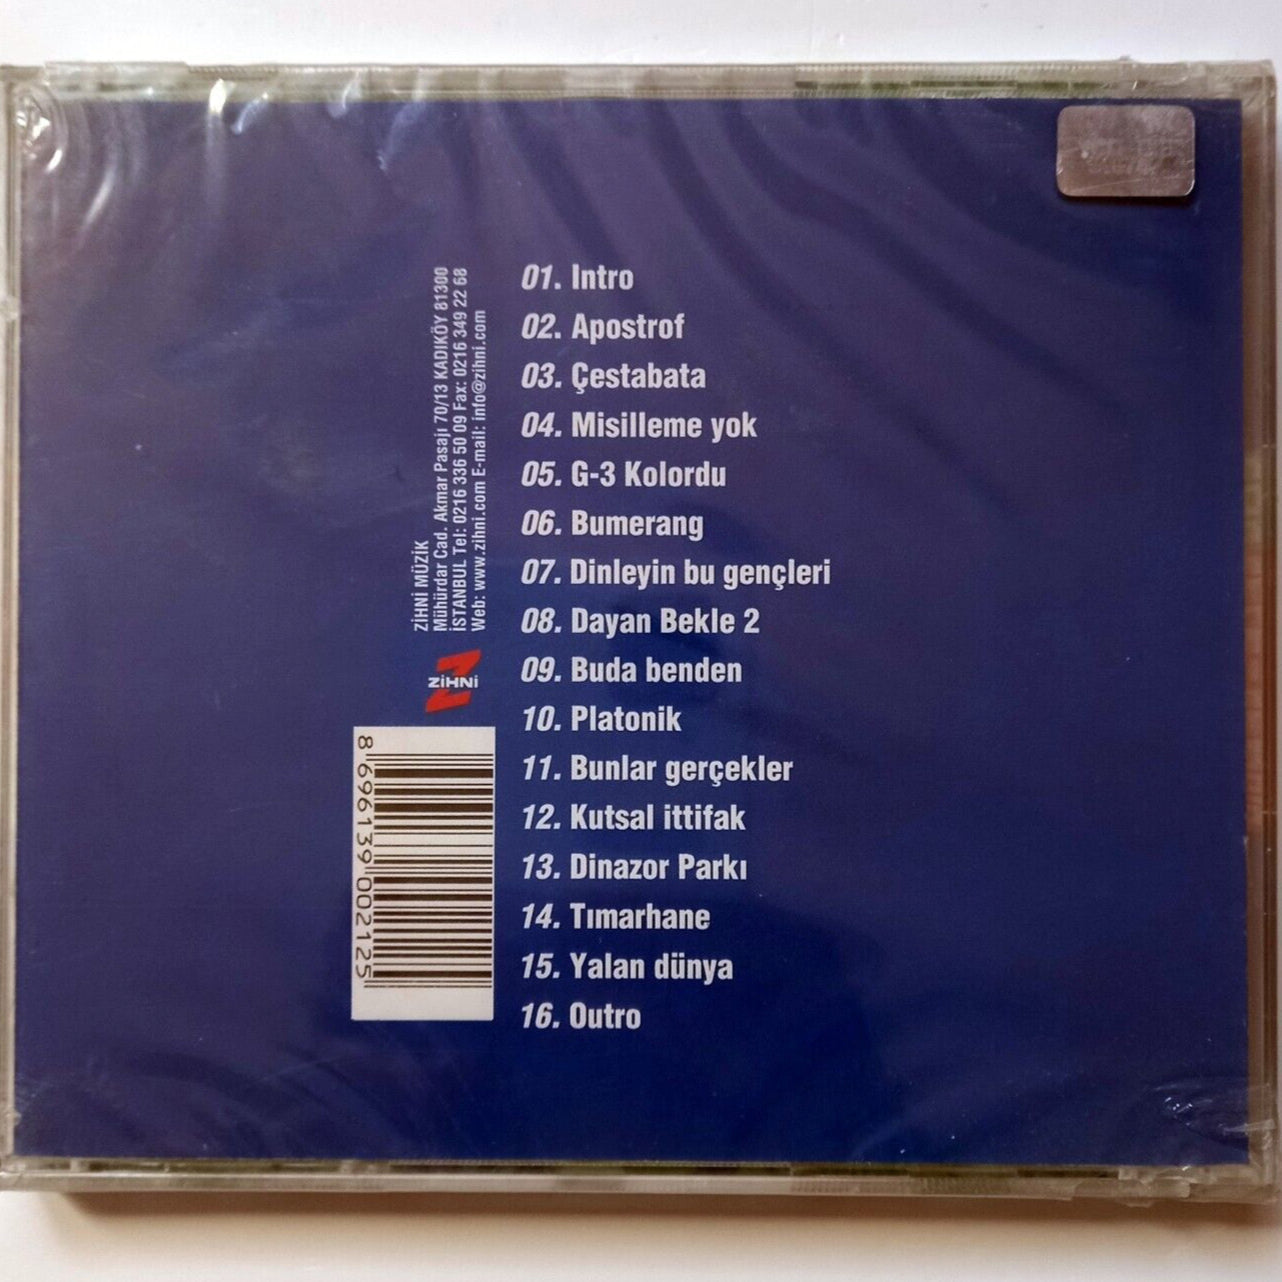 ZİHNİ MÜZİK
Mühürdar Cad. Akmar Pasajı 70/13 KADIKÖY 81300
İSTANBUL Tel: 0216 336 50 09 Fax: 0216 349 22 68
Web: www.zihni.com E-mail: info@zihni.com
ZiHNi
8 696139 002125
01. Intro
02. Apostrof
03. Çestabata
04. Misilleme yok
05. G-3 Kolordu
06. Bumerang
07. Dinleyin bu gençleri
08. Dayan Bekle 2
09. Buda benden
10. Platonik
11. Bunlar gerçekler
12. Kutsal ittifak
13. Dinazor Parkı
14. Tımarhane
15. Yalan dünya
16. Outro